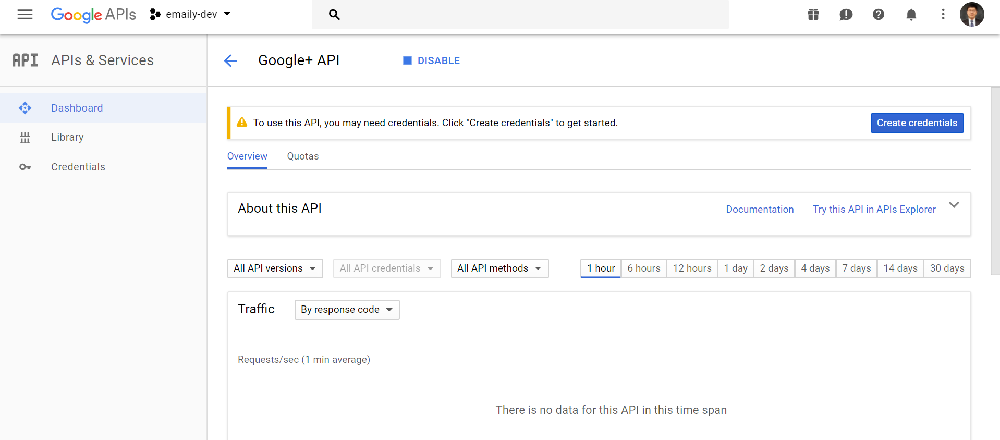 Google APIs
emaily-dev
API
APIs & Services
Google+ API
DISABLE
Dashboard
Library
Credentials
To use this API, you may need credentials. Click "Create credentials" to get started.
Create credentials
Overview
Quotas
About this API
Documentation
Try this API in APIs Explorer
All API versions
All API credentials
All API methods
1 hour
6 hours
12 hours
1 day
2 days
4 days
7 days
14 days
30 days
Traffic
By response code
Requests/sec (1 min average)
There is no data for this API in this time span